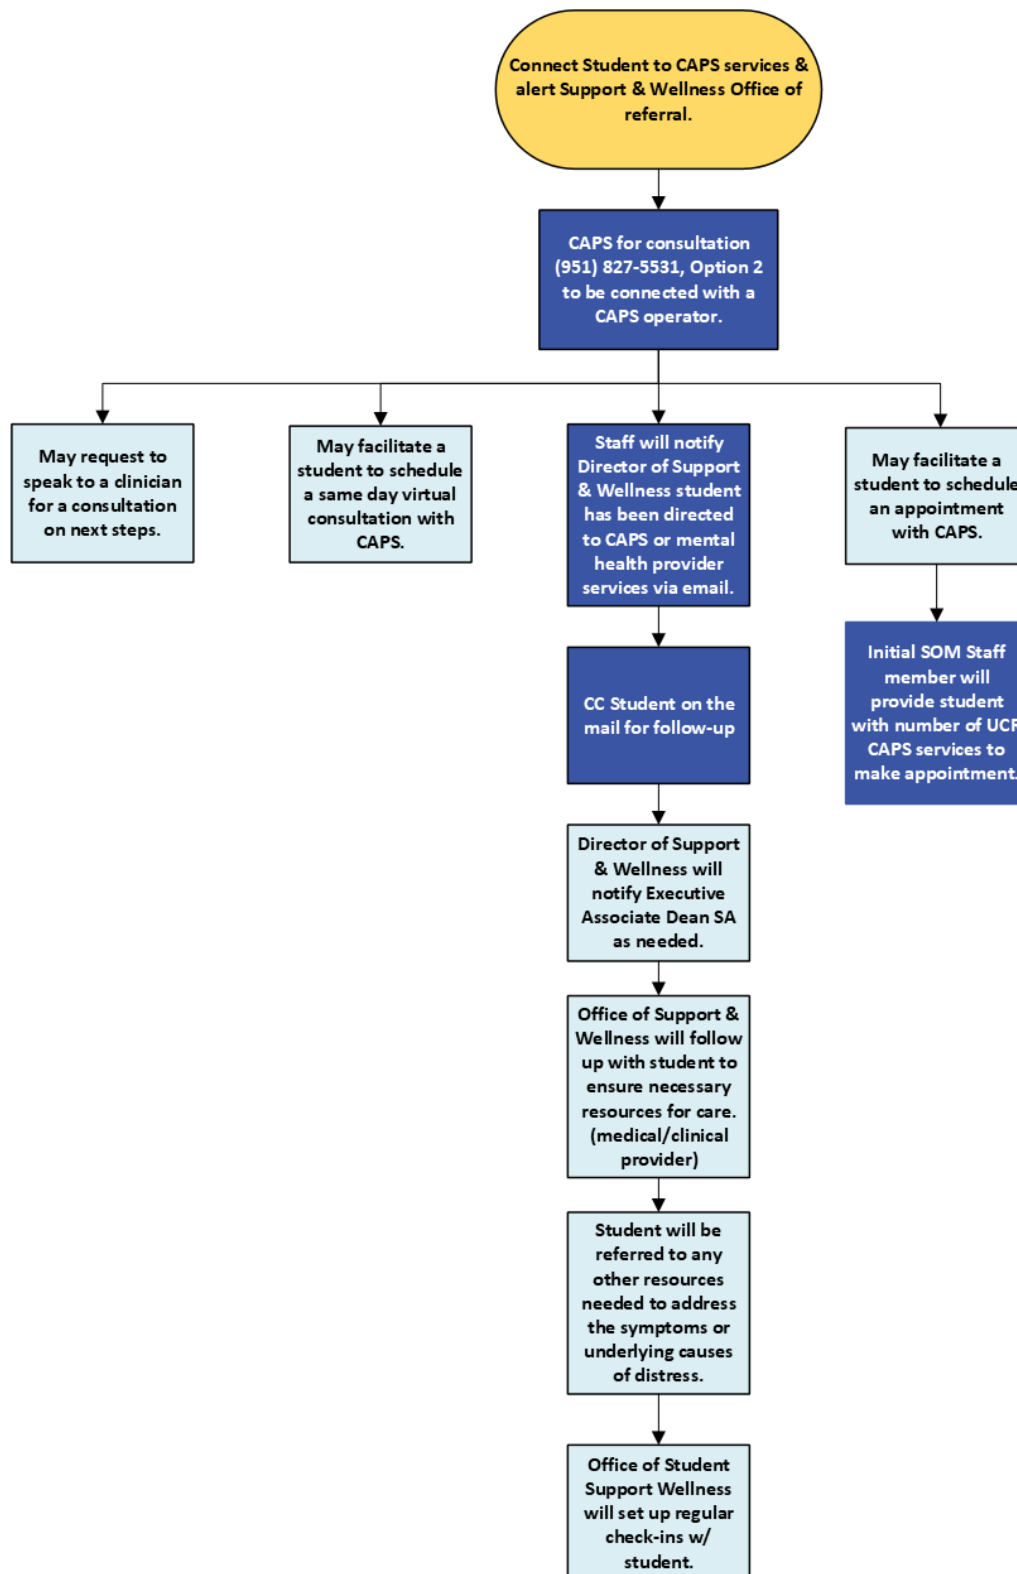 Connect Student to CAPS services &
alert Support & Wellness Office of
referral.
CAPS for consultation
(951) 827-5531, Option 2
to be connected with a
CAPS operator.
May request to
speak to a clinician
for a consultation
on next steps.
May facilitate a
student to schedule
a same day virtual
consultation with
CAPS.
Staff will notify
Director of Support
& Wellness student
has been directed
to CAPS or mental
health provider
services via email.
May facilitate a
student to schedule
an appointment
with CAPS.
Initial SOM Staff
member will
provide student
with number of UCR
CAPS services to
make appointment.
CC Student on the
mail for follow-up
Director of Support
& Wellness will
notify Executive
Associate Dean SA
as needed.
Office of Support &
Wellness will follow
up with student to
ensure necessary
resources for care.
(medical/clinical
provider)
Student will be
referred to any
other resources
needed to address
the symptoms or
underlying causes
of distress.
Office of Student
Support Wellness
will set up regular
check-ins w/
student.